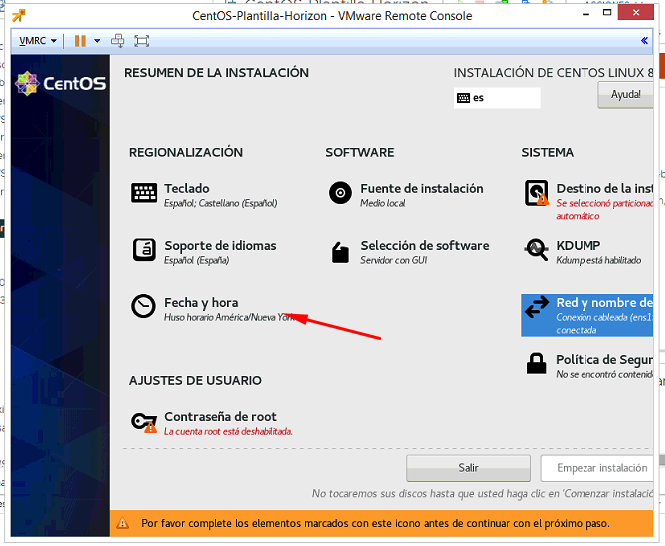 CentOS-Plantilla-Horizon - VMware Remote Console
VMRC
CentOS
RESUMEN DE LA INSTALACIÓN
INSTALACIÓN DE CENTOS LINUX 8
es
Ayuda!
REGIONALIZACIÓN
SOFTWARE
SISTEMA
Teclado
Español; Castellano (Español)
Fuente de instalación
Medio local
Destino de la inst
Se seleccionó particionad
automático
Soporte de idiomas
Español (España)
Selección de software
Servidor con GUI
KDUMP
Kdump está habilitado
Fecha y hora
Huso horario América/Nueva York
Red y nombre de
Conexión cableada (ens1
conectada
Política de Segur
No se encontró contenid
AJUSTES DE USUARIO
Contraseña de root
La cuenta root está deshabilitada.
Salir
Empezar instalación
No tocaremos sus discos hasta que usted haga clic en 'Comenzar instalació
Por favor complete los elementos marcados con este icono antes de continuar con el próximo paso.